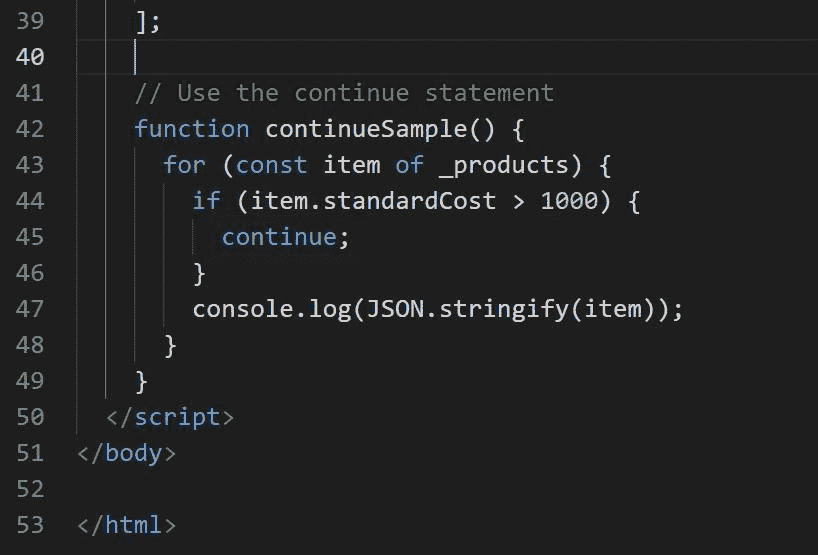 39 ];
40
41 // Use the continue statement
42 function continueSample() {
43 for (const item of _products) {
44 if (item.standardCost > 1000) {
45 continue;
46 }
47 console.log(JSON.stringify(item));
48 }
49 }
50 </script>
51 </body>
52
53 </html>